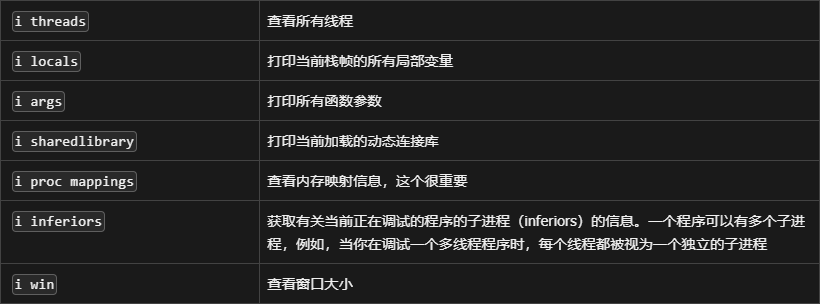 i threads 查看所有线程
i locals 打印当前栈帧的所有局部变量
i args 打印所有函数参数
i sharedlibrary 打印当前加载的动态连接库
i proc mappings 查看内存映射信息，这个很重要
i inferiors 获取有关当前正在调试的程序的子进程（inferiors）的信息。一个程序可以有多个子进
程，例如，当你在调试一个多线程程序时，每个线程都被视为一个独立的子进程
i win 查看窗口大小